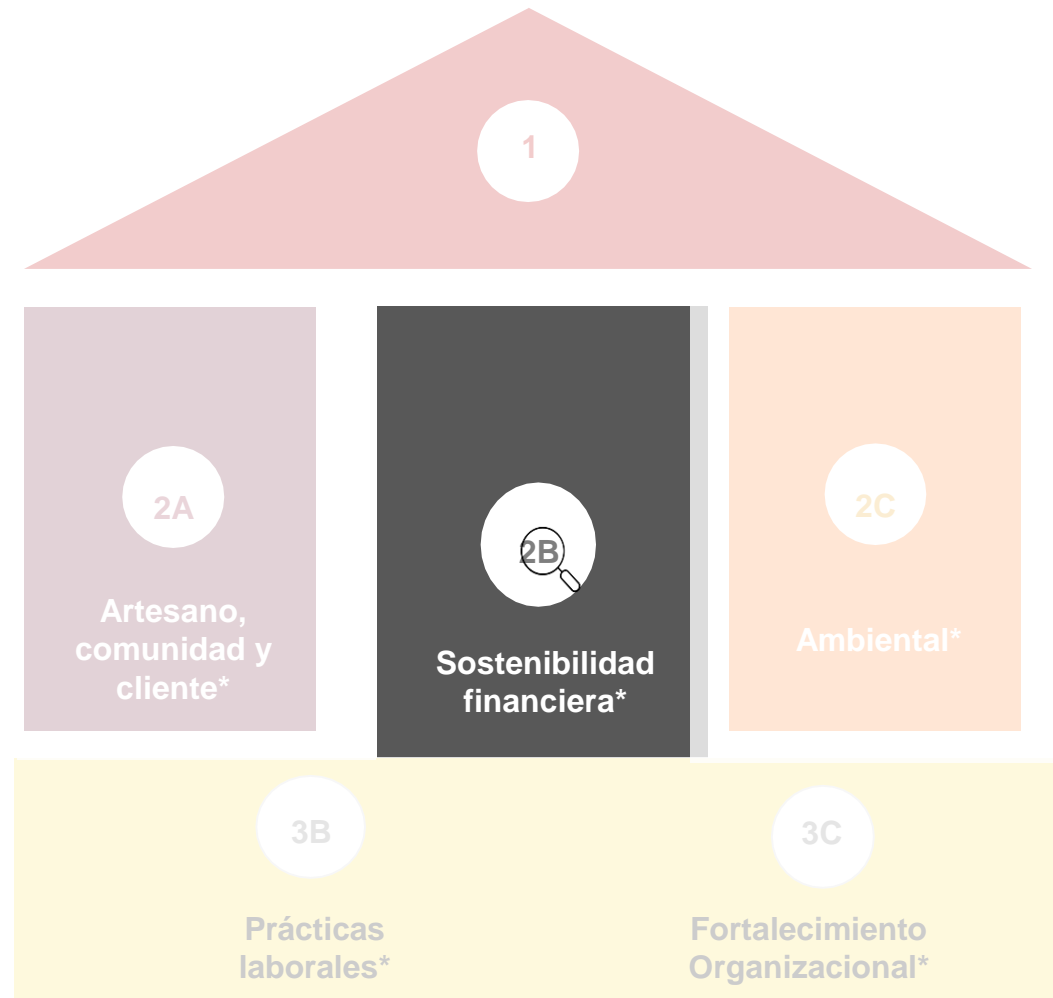 1
2A
Artesano,
comunidad y
cliente*
2B
Sostenibilidad
financiera*
2C
Ambiental*
3B
Prácticas
laborales*
3C
Fortalecimiento
Organizacional*